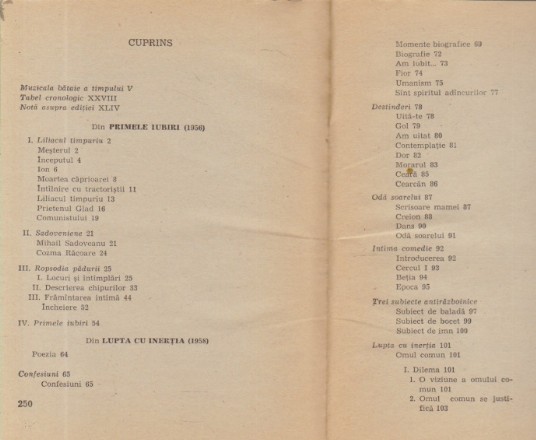 CUPRINS
Muzicala bătaie a timpului V
Tabel cronologic XXVIII
Notă asupra ediției XLIV
Din PRIMELE IUBIRI (1956)
I. Liliacul timpuriu 2
Meșterul 2
Începutul 4
Ion 6
Moartea căprioarei 8
Întîlnire cu tractoriștii 11
Liliacul timpuriu 13
Prietenul Glad 16
Comunistului 19
II. Sadoveniene 21
Mihail Sadoveanu 21
Cozma Răcoare 24
III. Rapsodia pădurii 25
I. Locuri și întîmplări 25
II. Descrierea chipurilor 33
III. Frămîntarea intimă 44
Încheiere 52
IV. Primele iubiri 54
Din LUPTA CU INERȚIA (1958)
Poezia 64
Confesiuni 65
Confesiuni 65
250
Momente biografice 69
Biografie 72
Am iubit... 73
Fior 74
Umanism 75
Sînt spiritul adîncurilor 77
Destinderi 78
Uită-te 78
Gol 79
Am uitat 80
Contemplație 81
Dor 82
Morarul 83
Ceară 85
Cearcăn 86
Odă soarelui 87
Scrisoare mamei 87
Creion 88
Dans 90
Odă soarelui 91
Intima comedie 92
Introducerea 92
Cercul I 93
Beția 94
Epoca 95
Trei subiecte antirăzboinice
Subiect de baladă 97
Subiect de bocet 99
Subiect de imn 100
Lupta cu inerția 101
Omul comun 101
I. Dilema 101
1. O viziune a omului co-
mun 101
2. Omul comun se justi-
fică 103